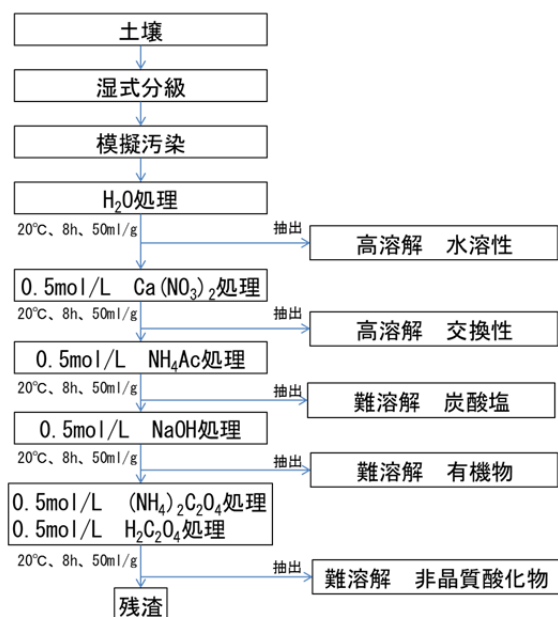 土壌
湿式分級
模擬汚染
H₂O処理
20℃、8h、50ml/g
抽出
高溶解 水溶性
0.5mol/L Ca(NO₃)₂処理
20℃、8h、50ml/g
抽出
高溶解 交換性
0.5mol/L NH₄Ac処理
20℃、8h、50ml/g
抽出
難溶解 炭酸塩
0.5mol/L NaOH処理
20℃、8h、50ml/g
抽出
難溶解 有機物
0.5mol/L (NH₄)₂C₂O₄処理
0.5mol/L H₂C₂O₄処理
20℃、8h、50ml/g
抽出
難溶解 非晶質酸化物
残渣